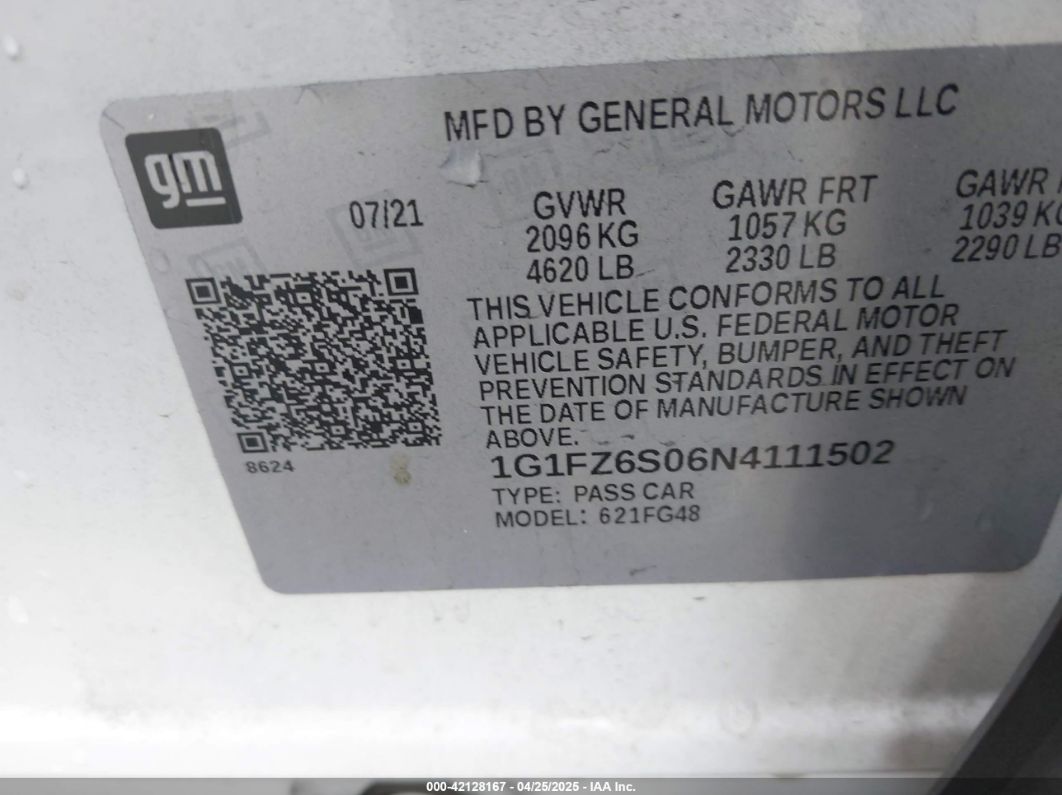 MFD BY GENERAL MOTORS LLC
gm
07/21
GVWR
2096 KG
4620 LB
GAWR FRT
1057 KG
2330 LB
GAWR
1039 KG
2290 LB
THIS VEHICLE CONFORMS TO ALL
APPLICABLE U.S. FEDERAL MOTOR
VEHICLE SAFETY, BUMPER, AND THEFT
PREVENTION STANDARDS IN EFFECT ON
THE DATE OF MANUFACTURE SHOWN
ABOVE.
8624
1G1FZ6S06N4111502
TYPE: PASS CAR
MODEL: 621FG48
000-42128167 - 04/25/2025 - IAA Inc.